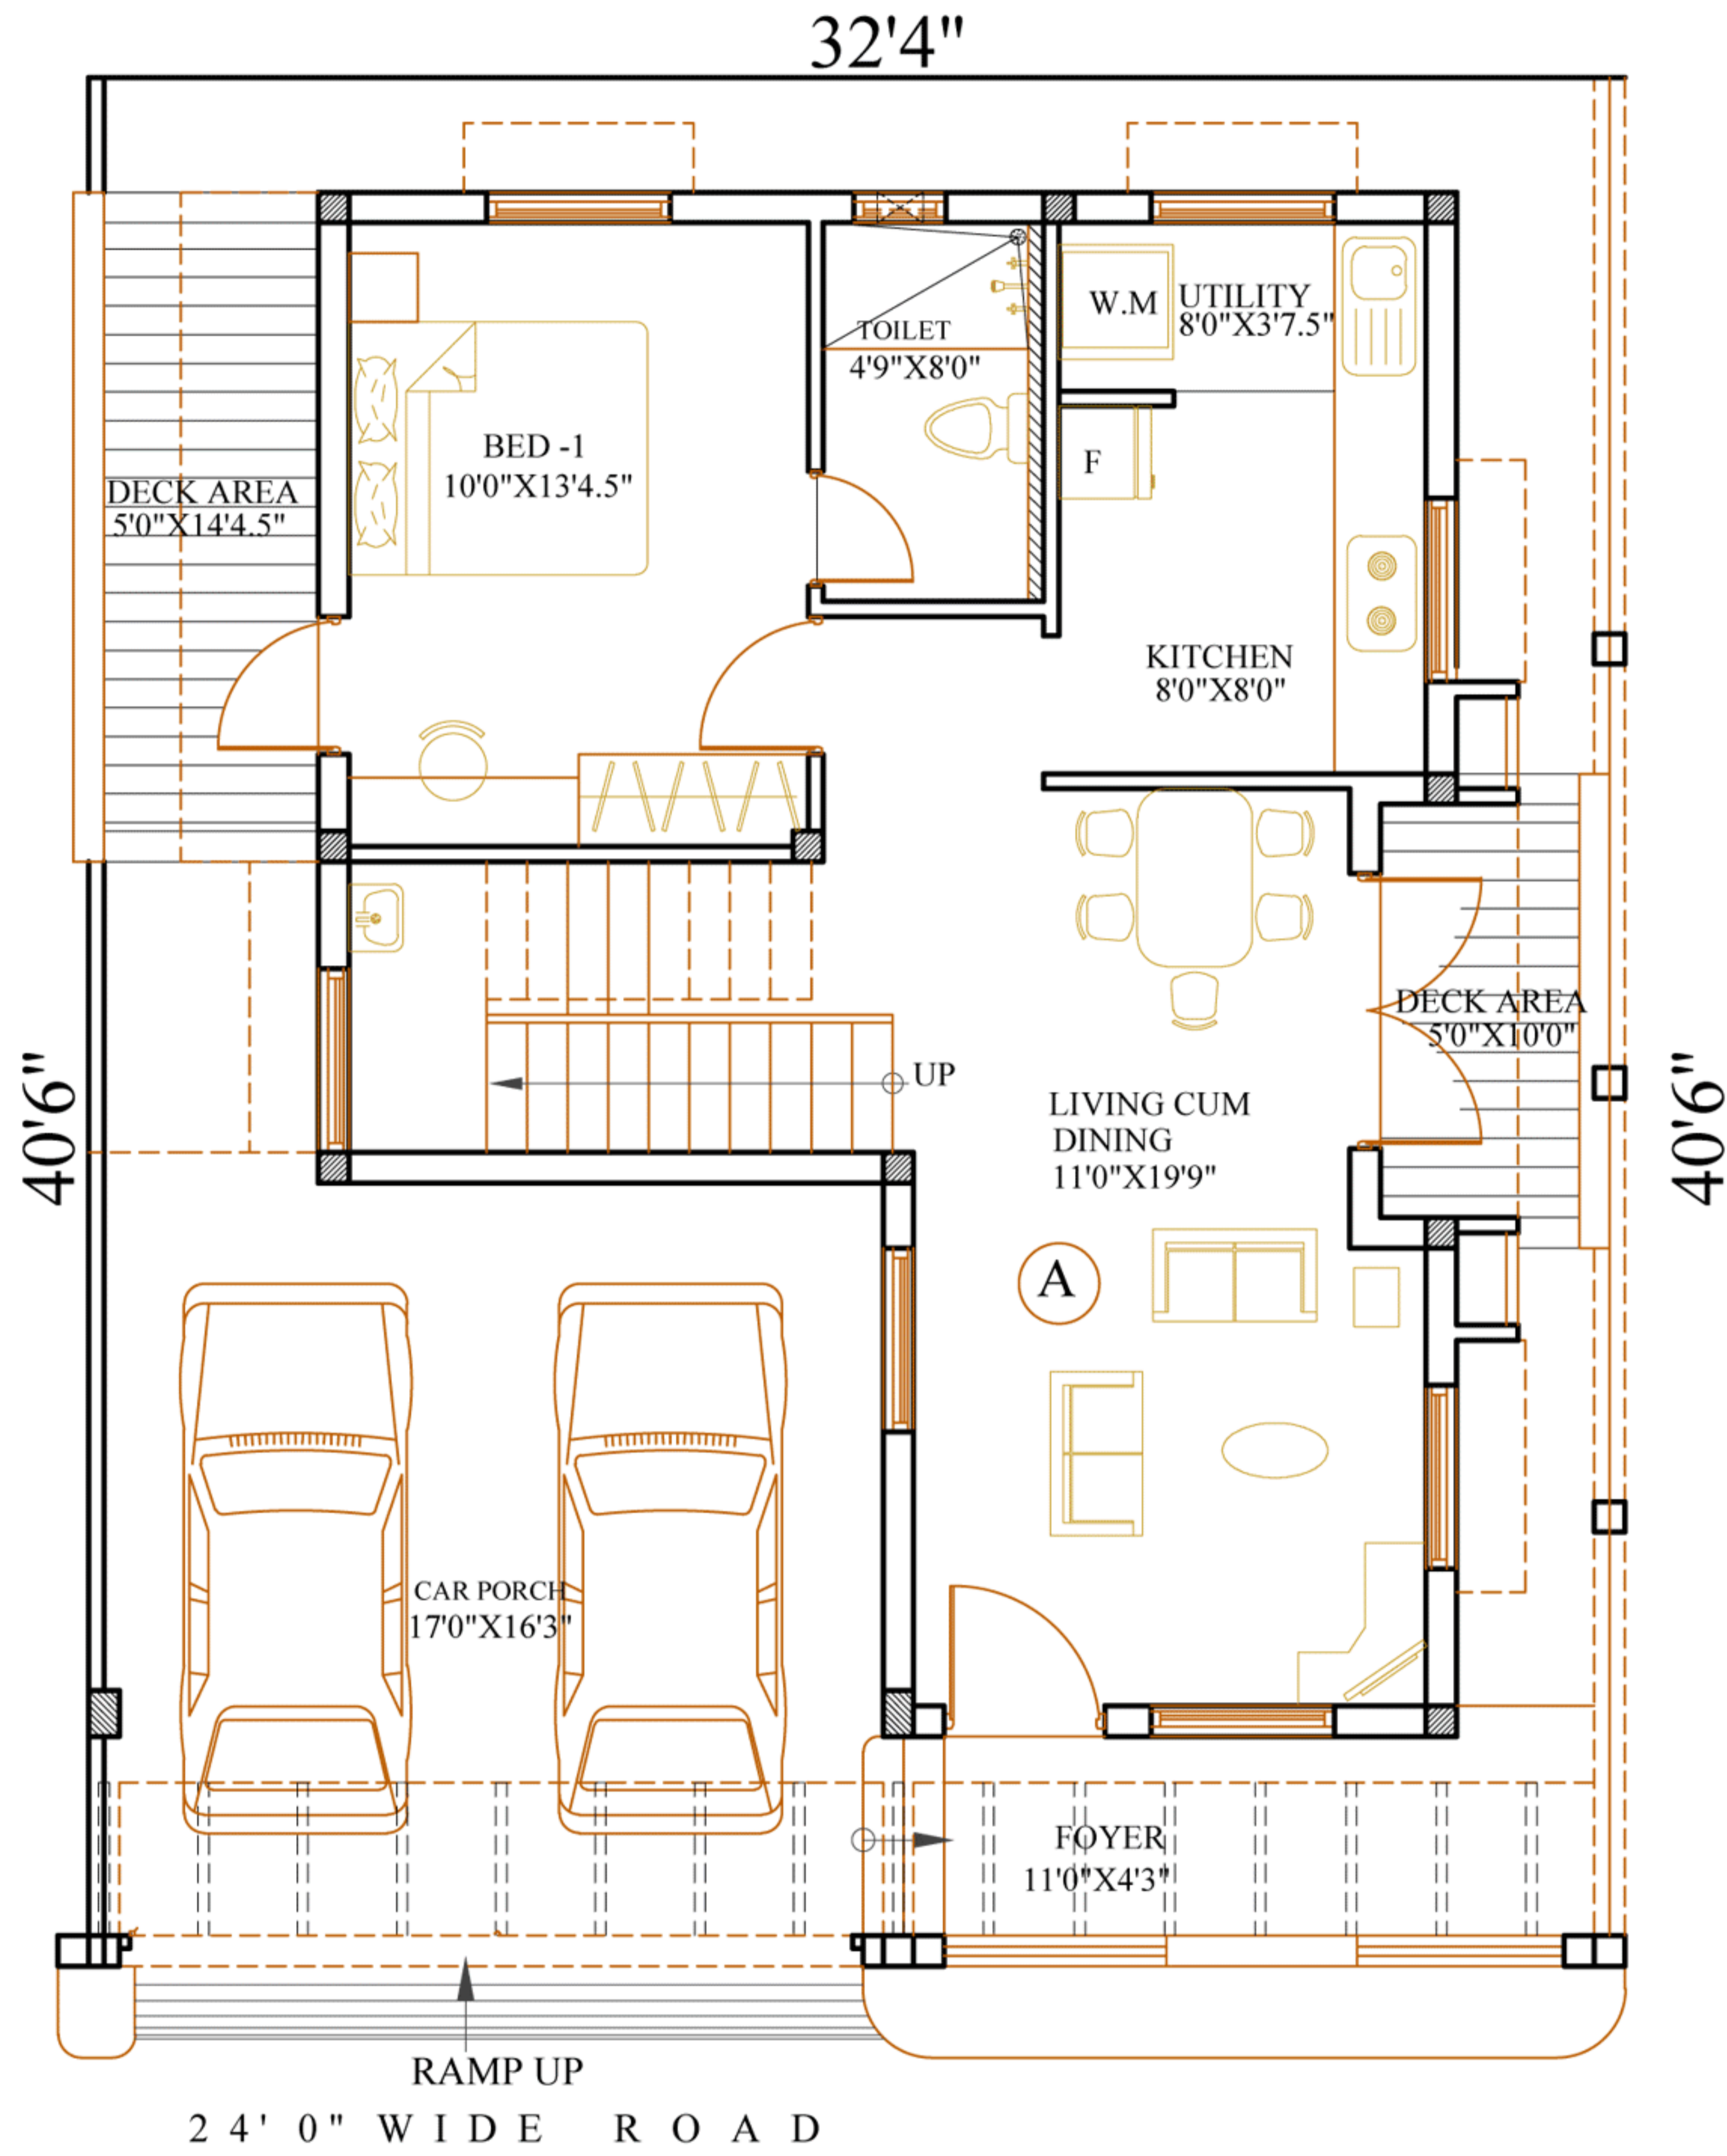 32'4"
W.M
UTILITY
8'0"X3'7.5"
TOILET
4'9"X8'0"
BED -1
10'0"X13'4.5"
F
DECK AREA
5'0"X14'4.5"
KITCHEN
8'0"X8'0"
DECK AREA
5'0"X10'0"
UP
40'6"
LIVING CUM
DINING
11'0"X19'9"
40'6"
A
CAR PORCH
17'0"X16'3"
FOYER
11'0"X4'3"
RAMP UP
24' 0" WIDE ROAD